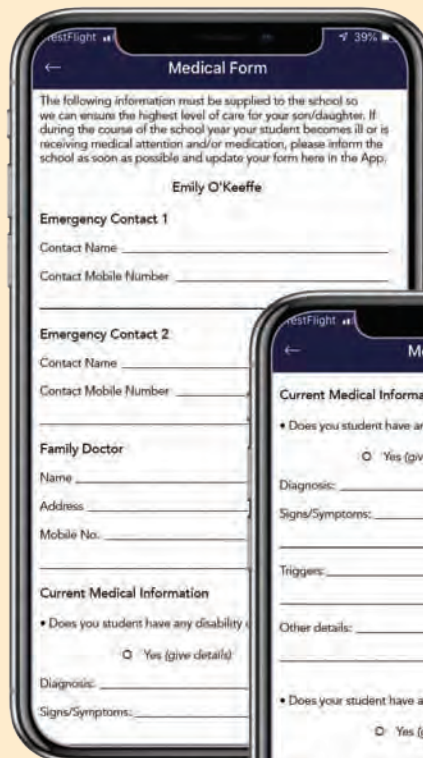 TestFlight
39%
Medical Form
The following information must be supplied to the school so
we can ensure the highest level of care for your son/daughter. If
during the course of the school year your student becomes ill or is
receiving medical attention and/or medication, please inform the
school as soon as possible and update your form here in the App.
Emily O'Keeffe
Emergency Contact 1
Contact Name
Contact Mobile Number
Emergency Contact 2
Contact Name
Contact Mobile Number
Family Doctor
Name
Address
Mobile No.
Current Medical Information
• Does you student have any disability
O Yes (give details)
Diagnosis:
Signs/Symptoms:
TestFlight
Current Medical
• Does you student have
O Yes
Diagnosis:
Signs/Symptoms:
Triggers:
Other details:
• Does your student have
O Yes